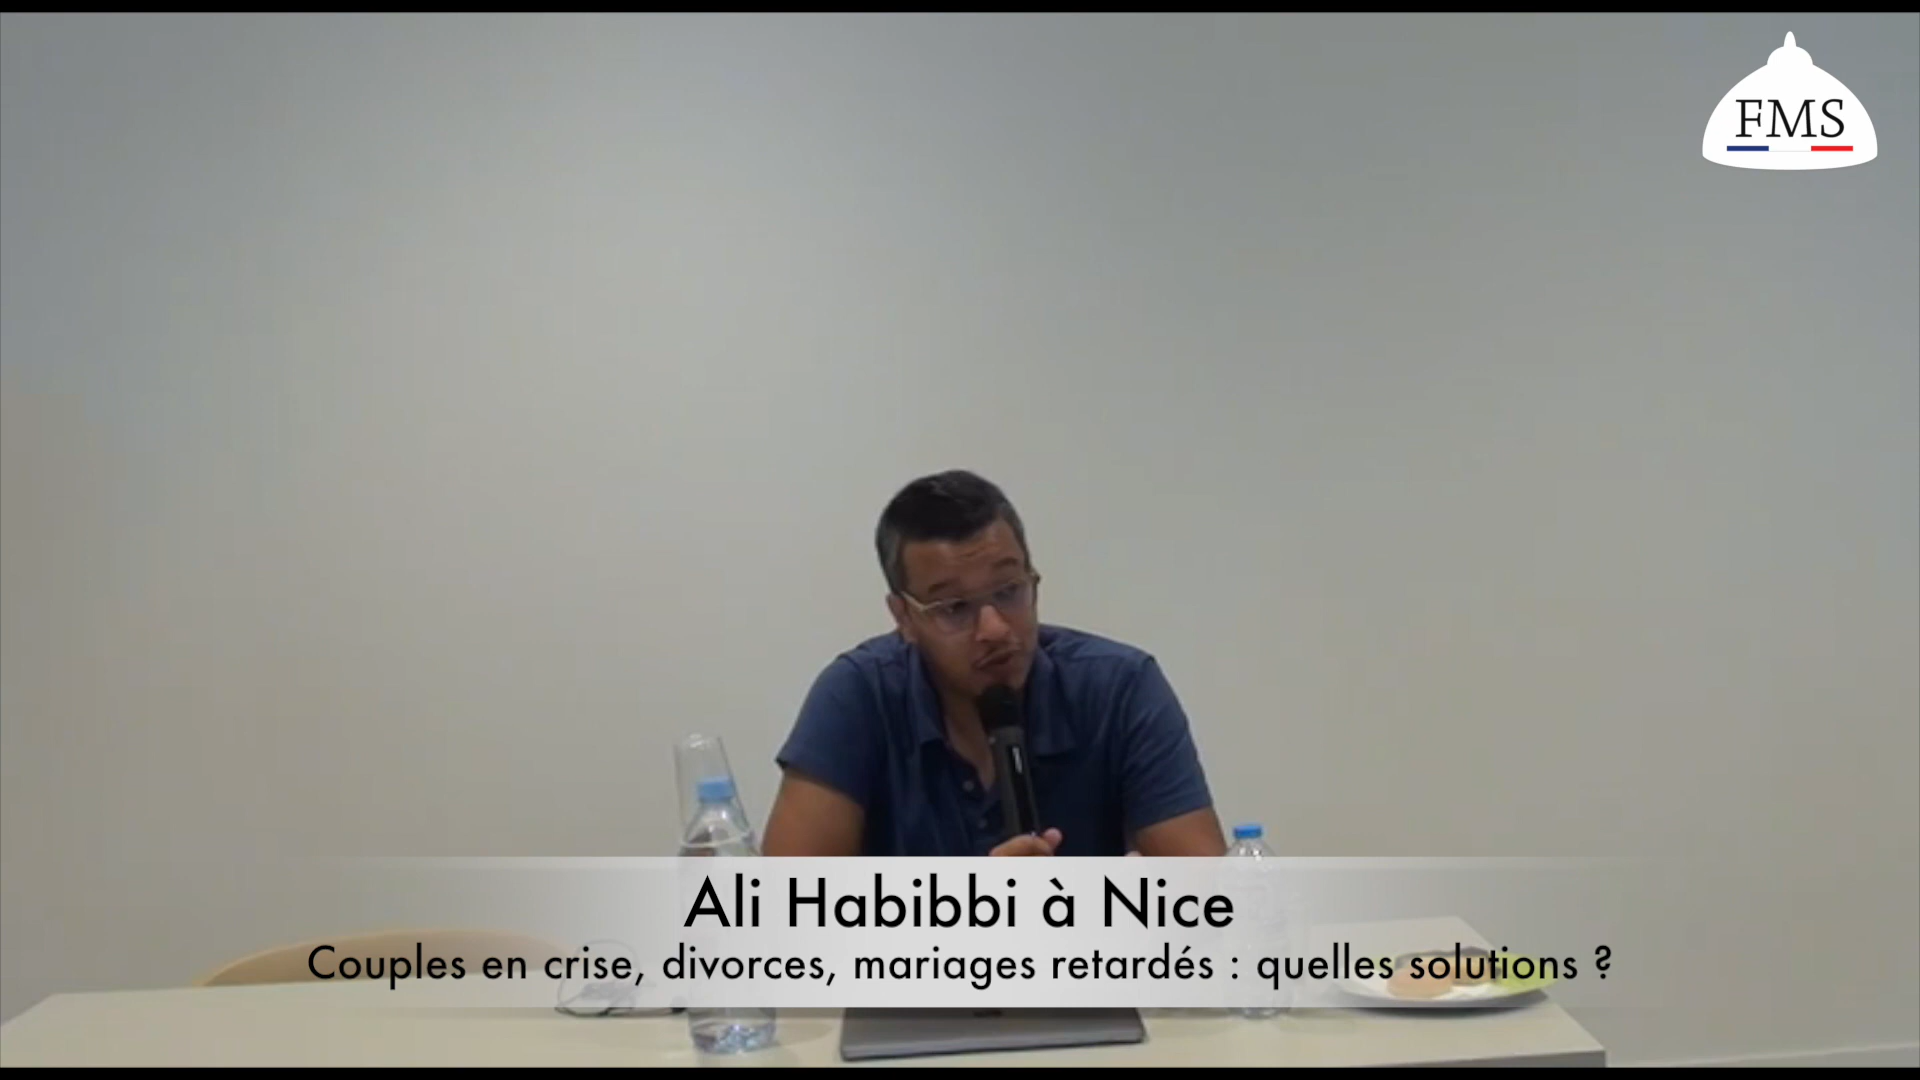 FMS
Ali Habibbi à Nice
Couples en crise, divorces, mariages retardés : quelles solutions ?